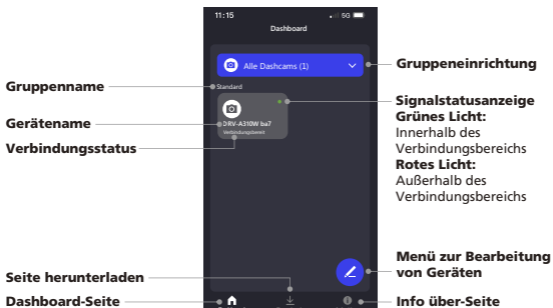 11:15
5G
Dashboard
Alle Dashcams (1)
Gruppeneinrichtung
Gruppenname
Standard
Signalstatusanzeige
Grünes Licht:
Innerhalb des
Verbindungsbereichs
Rotes Licht:
Außerhalb des
Verbindungsbereichs
Gerätename
DRV-A310W ba7
Verbindungsstatus
Verbindungsbereit
Menü zur Bearbeitung
von Geräten
Seite herunterladen
Dashboard-Seite
Info über-Seite